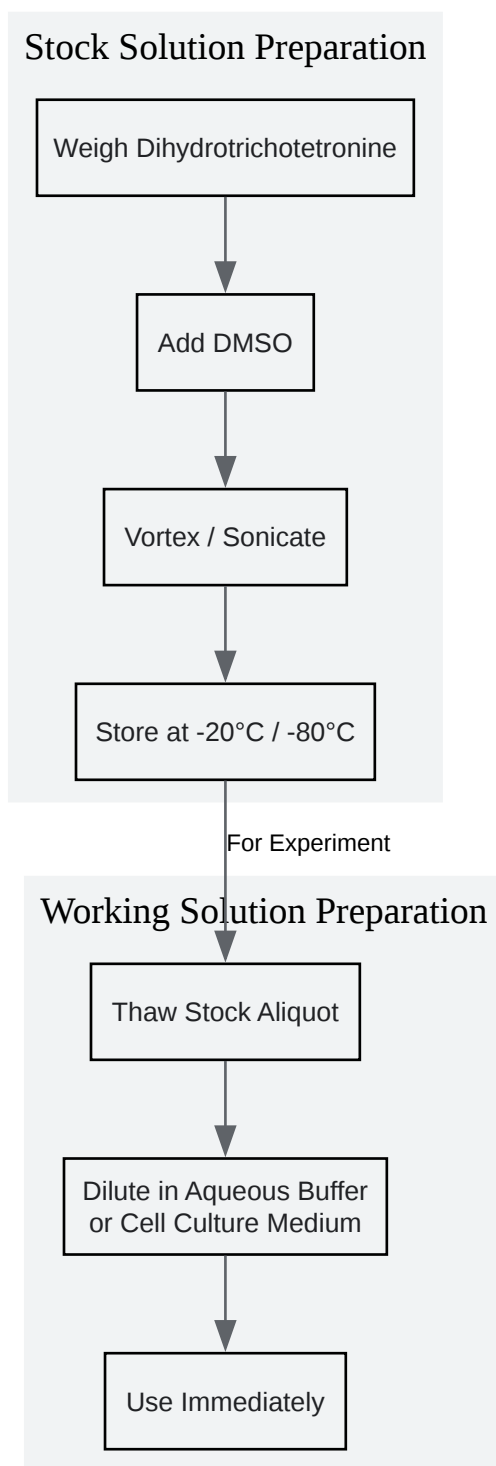 Stock Solution Preparation
Weigh Dihydrotrichotetronine
Add DMSO
Vortex / Sonicate
Store at -20°C / -80°C
For Experiment
Working Solution Preparation
Thaw Stock Aliquot
Dilute in Aqueous Buffer
or Cell Culture Medium
Use Immediately